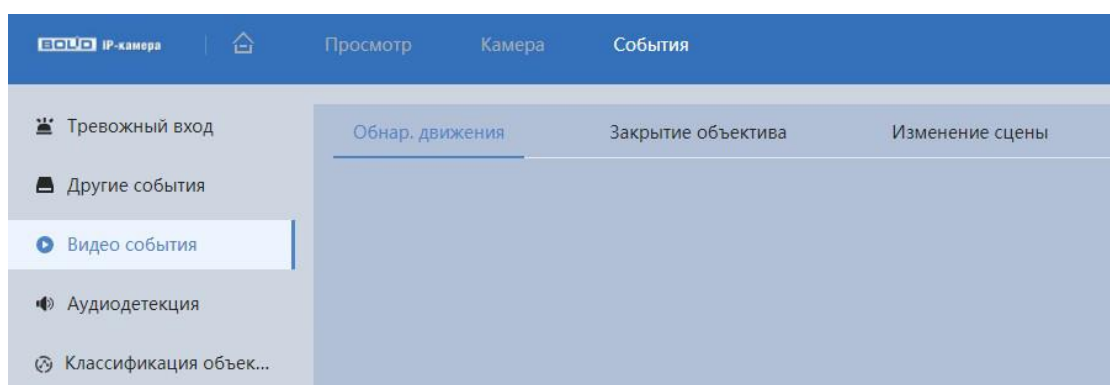 BOLID IP-камера Просмотр Камера События
Тревожный вход
Обнар. движения Закрытие объектива Изменение сцены
Другие события
Видео события
Аудиодетекция
Классификация объек...